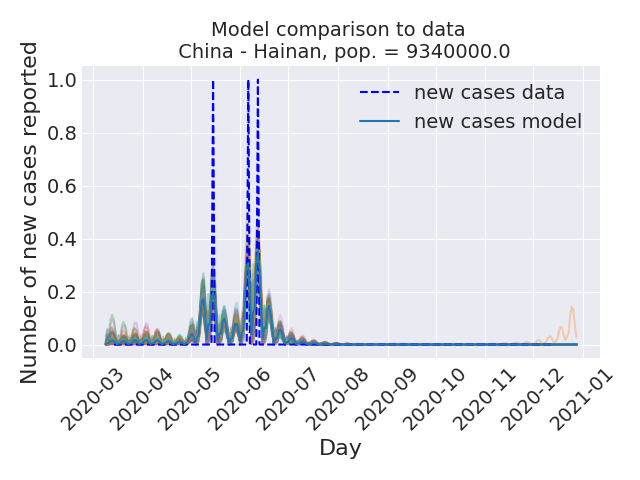 Model comparison to data
China - Hainan, pop. = 9340000.0
Number of new cases reported
1.0
0.8
0.6
0.4
0.2
0.0
new cases data
new cases model
2020-03
2020-04
2020-05
2020-06
2020-07
2020-08
2020-09
2020-10
2020-11
2020-12
2021-01
Day